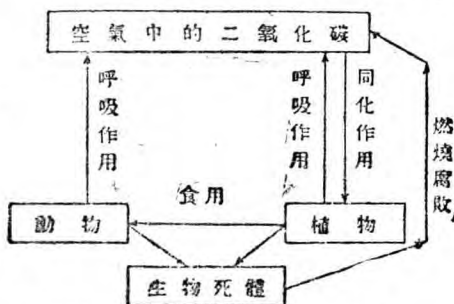 空氣中的二氧化碳
呼吸作用
呼吸作用
同化作用
燃燒腐敗
食用
動物
植物
生物死體